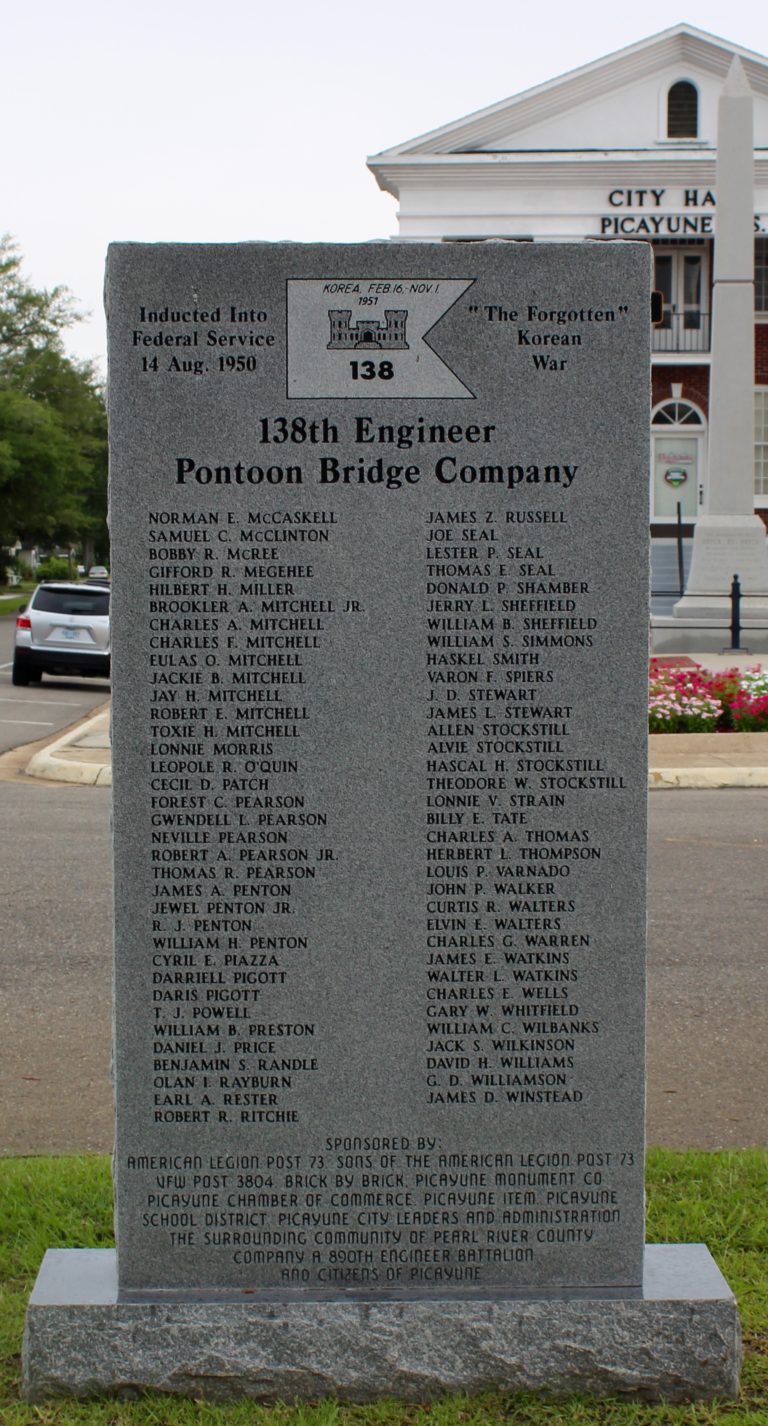 CITY HA
PICAYUNE S.
KOREA, FEB.16,-NOV.1,
1951
138
Inducted Into
Federal Service
14 Aug. 1950
"The Forgotten"
Korean
War
138th Engineer
Pontoon Bridge Company
NORMAN E. McCASKELL
SAMUEL C. McCLINTON
BOBBY R. McREE
GIFFORD R. MEGEHEE
HILBERT H. MILLER
BROOKLER A. MITCHELL JR.
CHARLES A. MITCHELL
CHARLES F. MITCHELL
EULAS O. MITCHELL
JACKIE B. MITCHELL
JAY H. MITCHELL
ROBERT E. MITCHELL
TOXIE H. MITCHELL
LONNIE MORRIS
LEOPOLE R. O'QUIN
CECIL D. PATCH
FOREST C. PEARSON
GWENDELL L. PEARSON
NEVILLE PEARSON
ROBERT A. PEARSON JR.
THOMAS R. PEARSON
JAMES A. PENTON
JEWEL PENTON JR.
R. J. PENTON
WILLIAM H. PENTON
CYRIL E. PIAZZA
DARRIELL PIGOTT
DARIS PIGOTT
T. J. POWELL
WILLIAM B. PRESTON
DANIEL J. PRICE
BENJAMIN S. RANDLE
OLAN I. RAYBURN
EARL A. RESTER
ROBERT R. RITCHIE
JAMES Z. RUSSELL
JOE SEAL
LESTER P. SEAL
THOMAS E. SEAL
DONALD P. SHAMBER
JERRY L. SHEFFIELD
WILLIAM B. SHEFFIELD
WILLIAM S. SIMMONS
HASKEL SMITH
VARON F. SPIERS
J. D. STEWART
JAMES L. STEWART
ALLEN STOCKSTILL
ALVIE STOCKSTILL
HASCAL H. STOCKSTILL
THEODORE W. STOCKSTILL
LONNIE V. STRAIN
BILLY E. TATE
CHARLES A. THOMAS
HERBERT L. THOMPSON
LOUIS P. VARNADO
JOHN P. WALKER
CURTIS R. WALTERS
ELVIN E. WALTERS
CHARLES G. WARREN
JAMES E. WATKINS
WALTER L. WATKINS
CHARLES E. WELLS
GARY W. WHITFIELD
WILLIAM C. WILBANKS
JACK S. WILKINSON
DAVID H. WILLIAMS
G. D. WILLIAMSON
JAMES D. WINSTEAD
SPONSORED BY:
AMERICAN LEGION POST 73, SONS OF THE AMERICAN LEGION POST 73
VFW POST 3804, BRICK BY BRICK, PICAYUNE MONUMENT CO.
PICAYUNE CHAMBER OF COMMERCE, PICAYUNE ITEM, PICAYUNE
SCHOOL DISTRICT, PICAYUNE CITY LEADERS AND ADMINISTRATION
THE SURROUNDING COMMUNITY OF PEARL RIVER COUNTY
COMPANY A 890TH ENGINEER BATTALION
AND CITIZENS OF PICAYUNE